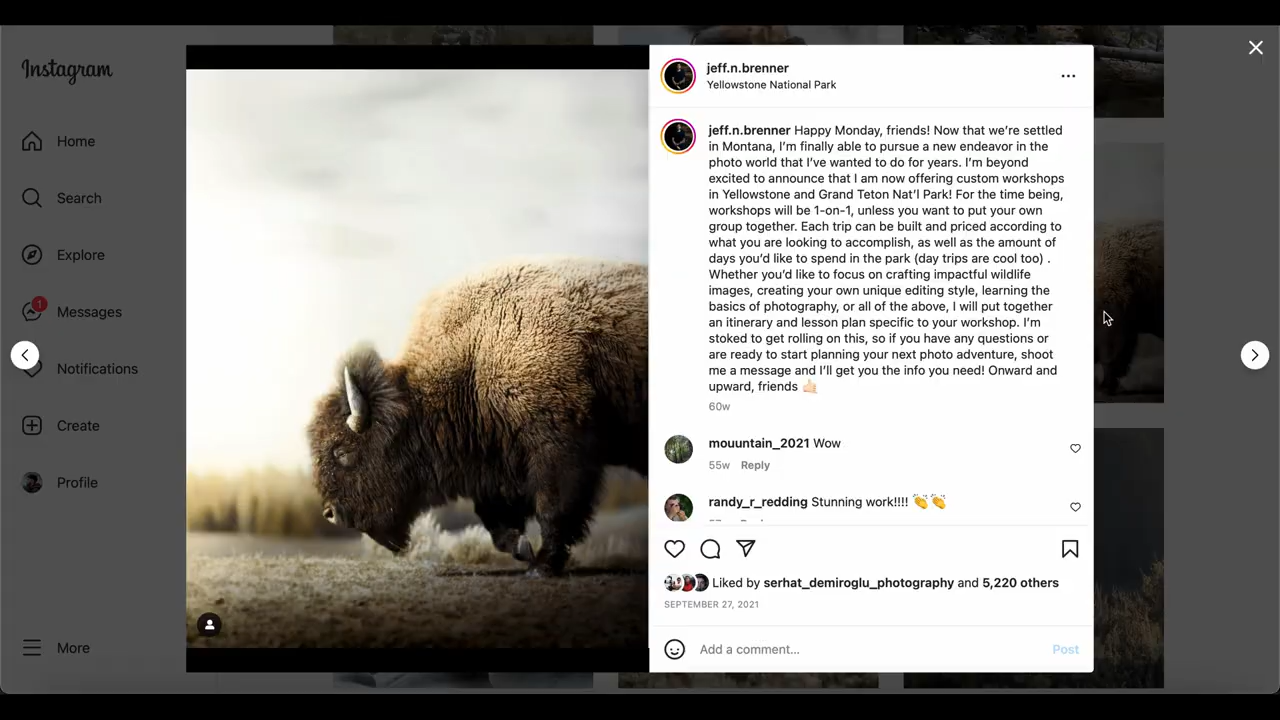 Instagram
Home
Search
Explore
1
Messages
Notifications
Create
Profile
More
jeff.n.brenner
Yellowstone National Park
jeff.n.brenner Happy Monday, friends! Now that we're settled
in Montana, I'm finally able to pursue a new endeavor in the
photo world that I've wanted to do for years. I'm beyond
excited to announce that I am now offering custom workshops
in Yellowstone and Grand Teton Nat'l Park! For the time being,
workshops will be 1-on-1, unless you want to put your own
group together. Each trip can be built and priced according to
what you are looking to accomplish, as well as the amount of
days you'd like to spend in the park (day trips are cool too) .
Whether you'd like to focus on crafting impactful wildlife
images, creating your own unique editing style, learning the
basics of photography, or all of the above, I will put together
an itinerary and lesson plan specific to your workshop. I'm
stoked to get rolling on this, so if you have any questions or
are ready to start planning your next photo adventure, shoot
me a message and I'll get you the info you need! Onward and
upward, friends 🤙🏻
60w
mouuntain_2021 Wow
55w Reply
randy_r_redding Stunning work!!!! 👏👏
Liked by serhat_demiroglu_photography and 5,220 others
SEPTEMBER 27, 2021
Add a comment...
Post